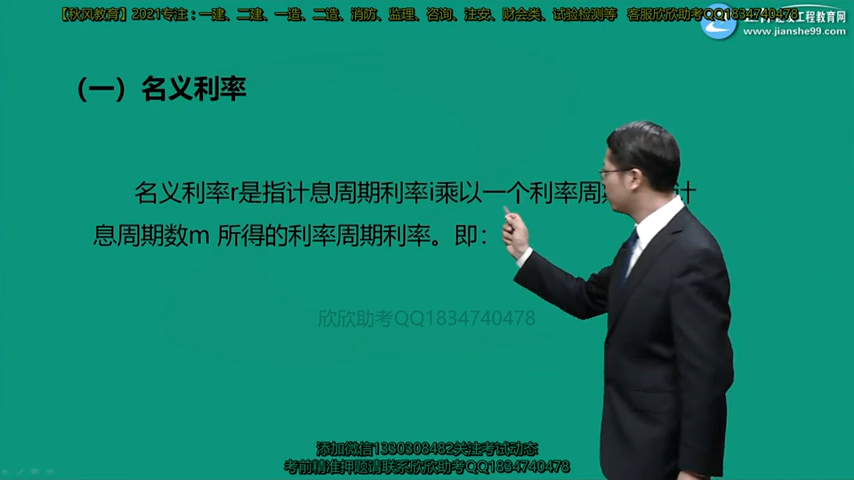 【秋风教育】2021专注：一建、二建、一造、二造、消防、监理、咨询、注安、财会类、试验检测等 客服欣欣助考QQ1834740478
工程教育网
www.jianshe99.com
（一）名义利率
名义利率r是指计息周期利率i乘以一个利率周 计
息周期数m 所得的利率周期利率。即：
欣欣助考QQ1834740478
添加微信1330308482关注考试动态
考前精准押题请联系欣欣助考QQ1834740478